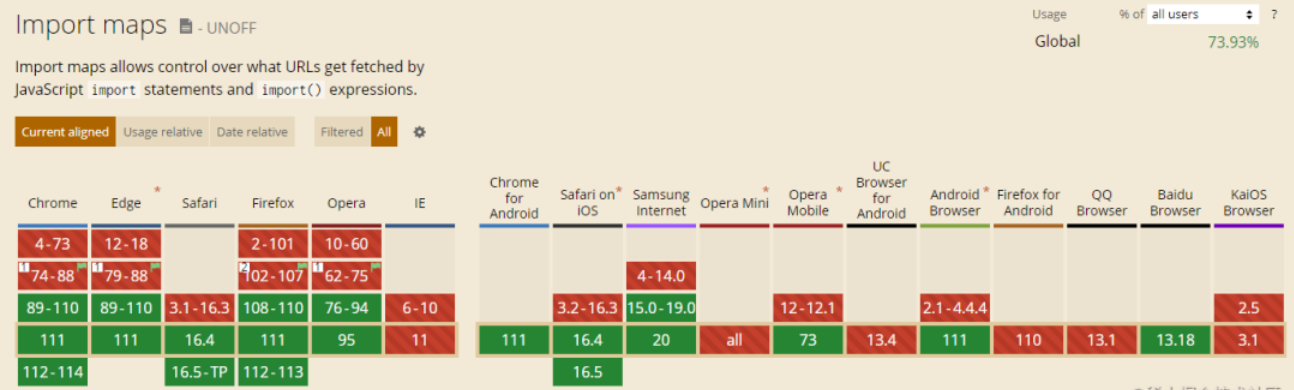 Import maps - UNOFF
Usage % of all users ?
Global 73.93%
Import maps allows control over what URLs get fetched by
JavaScript import statements and import() expressions.
Current aligned Usage relative Date relative Filtered All
Chrome Edge * Safari Firefox Opera IE Chrome for Android Safari on iOS * Samsung Internet Opera Mini * Opera Mobile * UC Browser for Android Android Browser * Firefox for Android QQ Browser Baidu Browser KaiOS Browser
4-73 12-18 2-101 10-60
1 74-88 1 79-88 2 102-107 1 62-75 4-14.0
89-110 89-110 3.1-16.3 108-110 76-94 6-10 3.2-16.3 15.0-19.0 12-12.1 2.1-4.4.4 2.5
111 111 16.4 111 95 11 111 16.4 20 all 73 13.4 111 110 13.1 13.18 3.1
112-114 16.5-TP 112-113 16.5